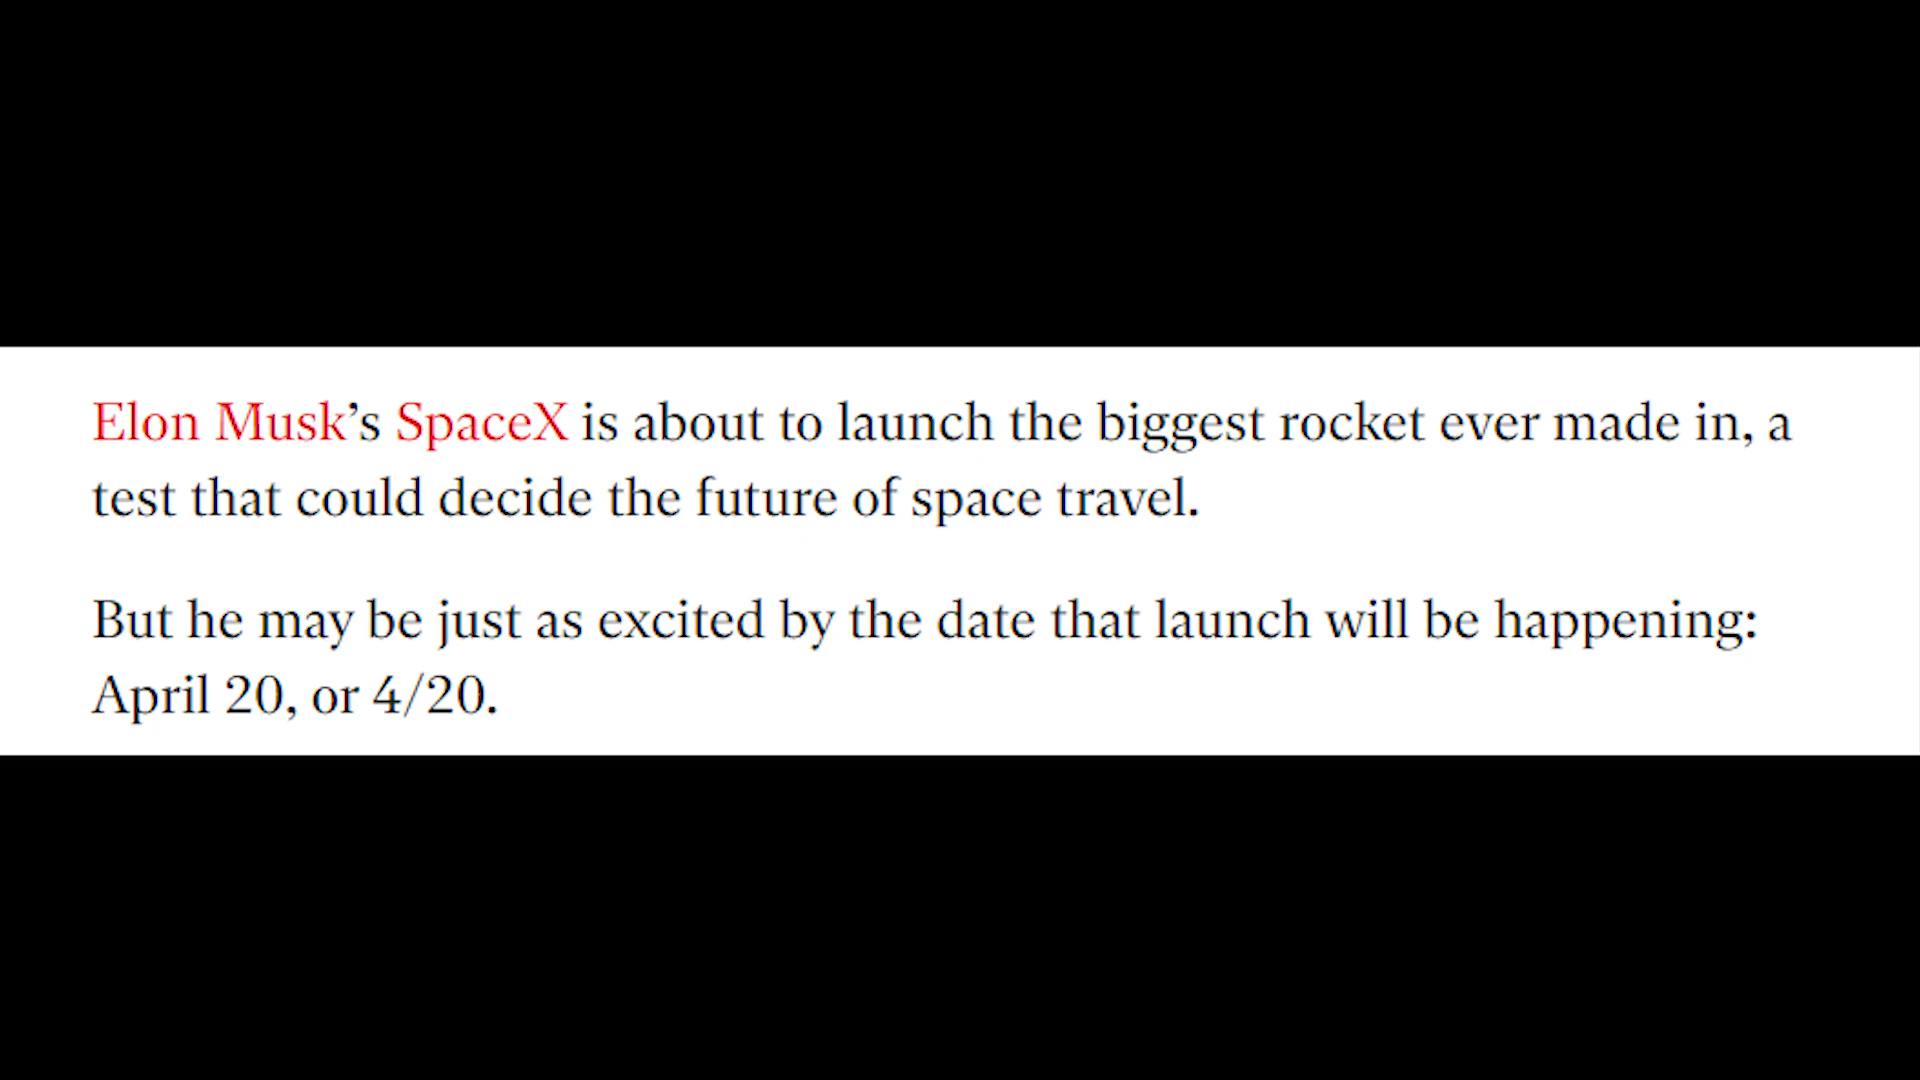 Elon Musk’s SpaceX is about to launch the biggest rocket ever made in, a
test that could decide the future of space travel.
But he may be just as excited by the date that launch will be happening:
April 20, or 4/20.